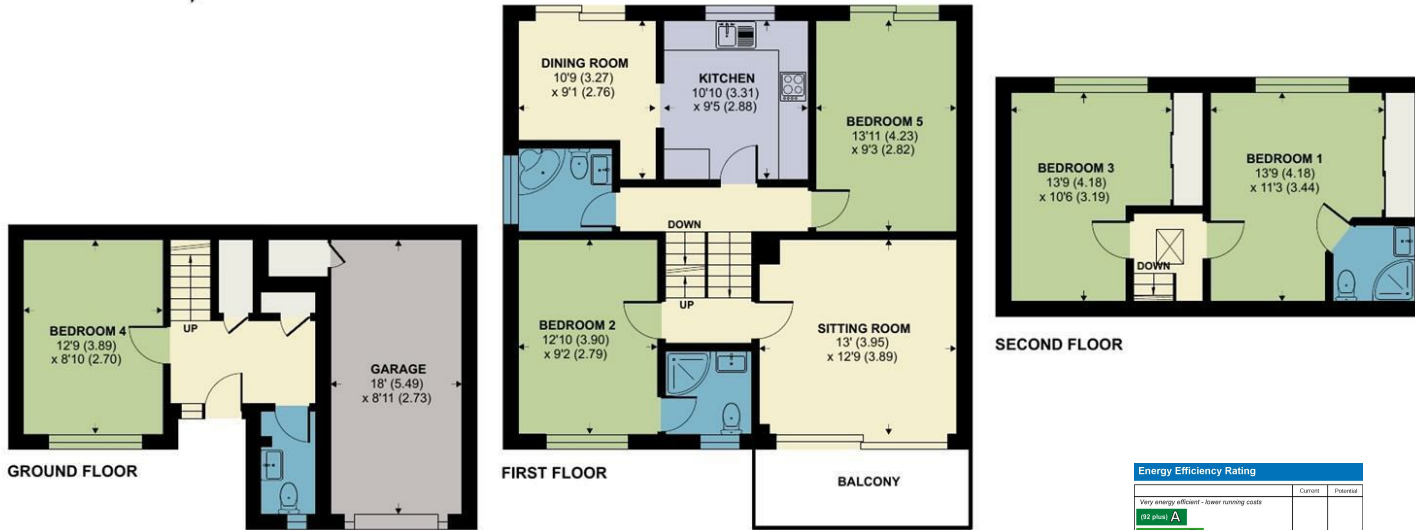 DINING ROOM
10'9 (3.27)
x 9'1 (2.76)
KITCHEN
10'10 (3.31)
x 9'5 (2.88)
BEDROOM 5
13'11 (4.23)
x 9'3 (2.82)
BEDROOM 3
13'9 (4.18)
x 10'6 (3.19)
BEDROOM 1
13'9 (4.18)
x 11'3 (3.44)
DOWN
DOWN
UP
UP
BEDROOM 4
12'9 (3.89)
x 8'10 (2.70)
GARAGE
18' (5.49)
x 8'11 (2.73)
BEDROOM 2
12'10 (3.90)
x 9'2 (2.79)
SITTING ROOM
13' (3.95)
x 12'9 (3.89)
SECOND FLOOR
GROUND FLOOR
FIRST FLOOR
BALCONY
Energy Efficiency Rating
Current Potential
Very energy efficient - lower running costs
(92 plus) A